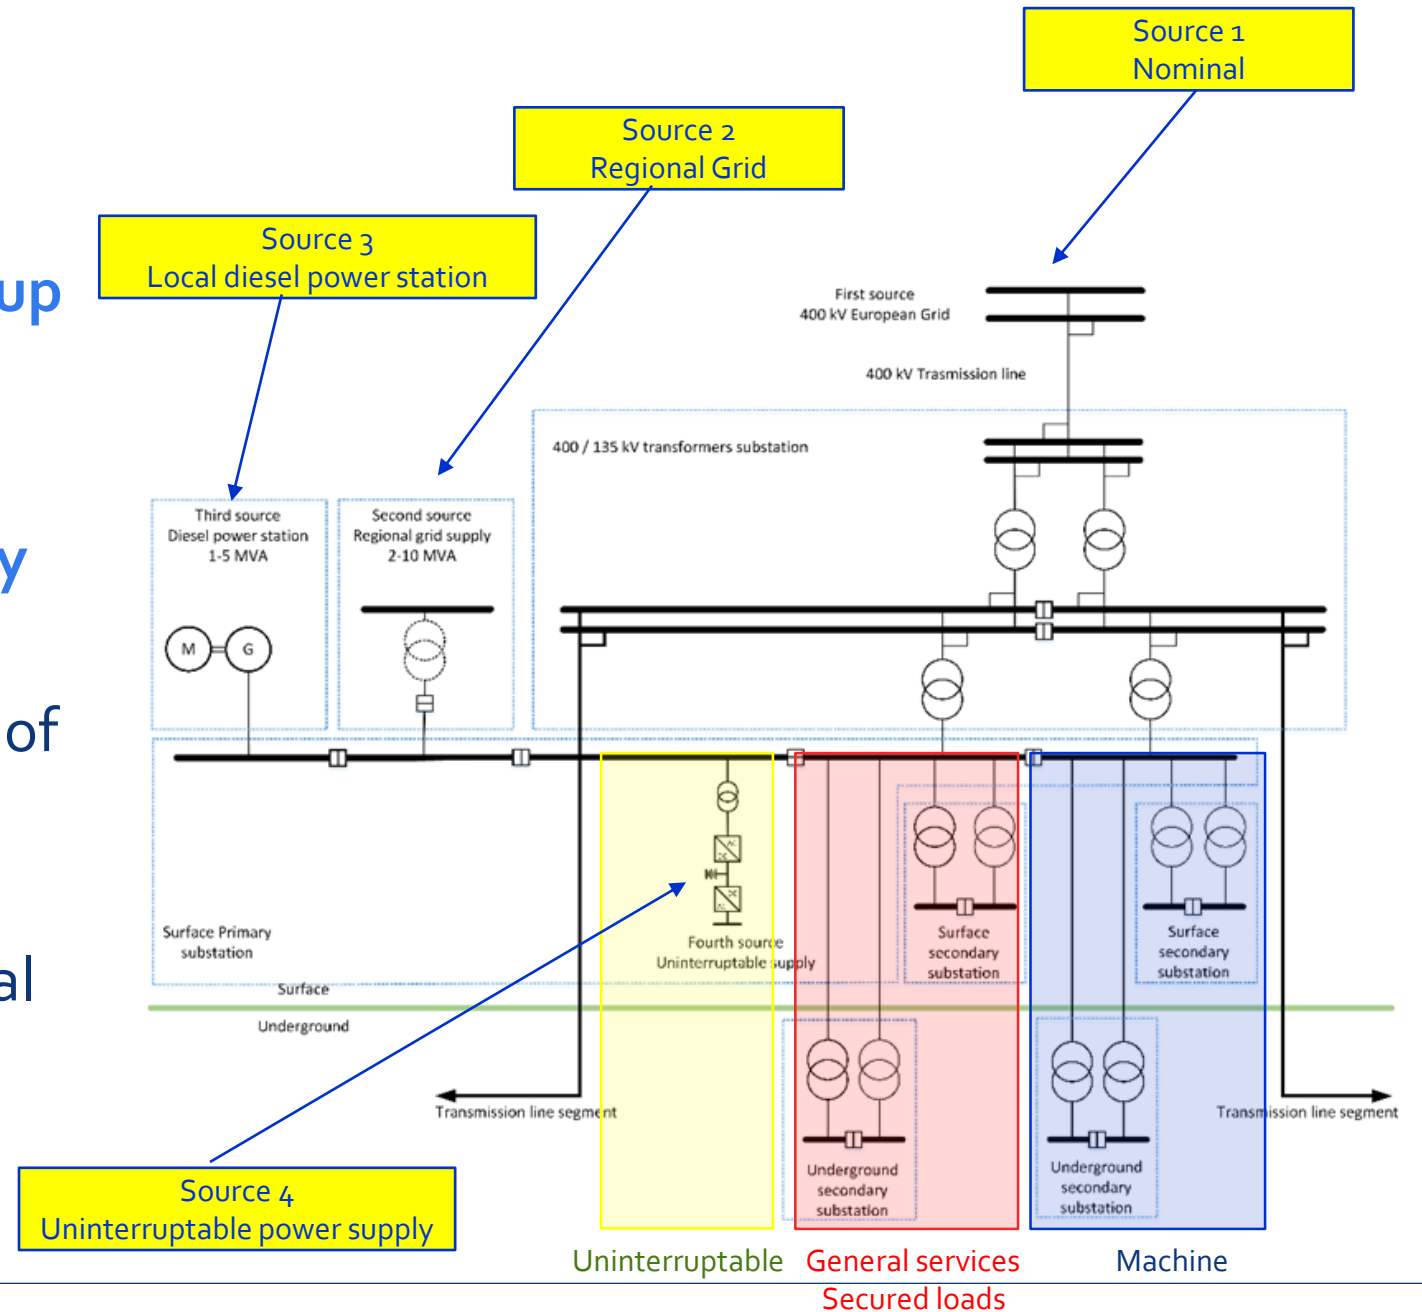 Source 1
Nominal
Source 2
Regional Grid
Source 3
Local diesel power station
up
First source
400 kV European Grid
400 kV Trasmission line
400 / 135 kV transformers substation
Third source
Diesel power station
1-5 MVA
Second source
Regional grid supply
2-10 MVA
y
M
G
of
AC
DC
DC
AC
Surface Primary
substation
Fourth source
Uninterruptable supply
Surface
secondary
substation
Surface
secondary
substation
al
Surface
Underground
Transmission line segment
Transmission line segment
Underground
secondary
substation
Underground
secondary
substation
Source 4
Uninterruptable power supply
Uninterruptable
General services
Secured loads
Machine